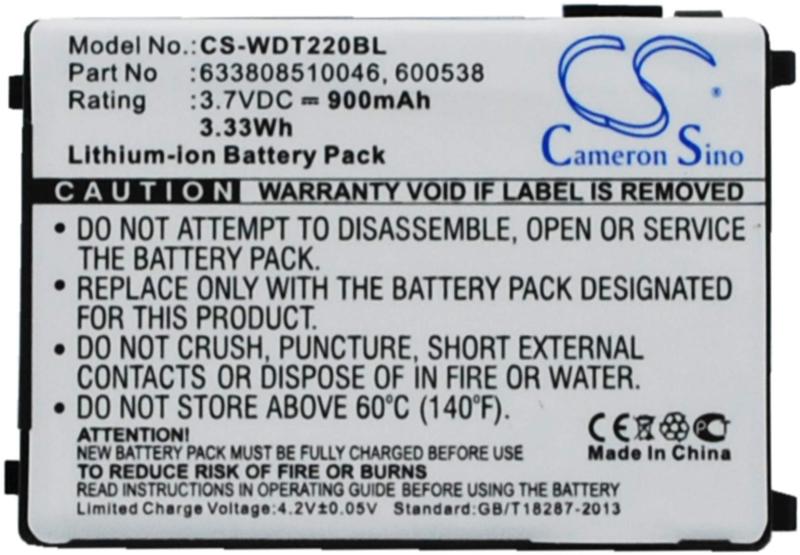 Model No.: CS-WDT220BL
Part No :633808510046, 600538
Rating :3.7VDC ⎓ 900mAh
3.33Wh
Lithium-ion Battery Pack
CS
Cameron Sino
CAUTION WARRANTY VOID IF LABEL IS REMOVED
• DO NOT ATTEMPT TO DISASSEMBLE, OPEN OR SERVICE
THE BATTERY PACK.
• REPLACE ONLY WITH THE BATTERY PACK DESIGNATED
FOR THIS PRODUCT.
• DO NOT CRUSH, PUNCTURE, SHORT EXTERNAL
CONTACTS OR DISPOSE OF IN FIRE OR WATER.
• DO NOT STORE ABOVE 60°C (140°F).
ATTENTION!
NEW BATTERY PACK MUST BE FULLY CHARGED BEFORE USE
TO REDUCE RISK OF FIRE OR BURNS
READ INSTRUCTIONS IN OPERATING GUIDE BEFORE USE
Limited Charge Voltage:4.2V±0.05V Standard:GB/T18287-2013
CE
Made In China